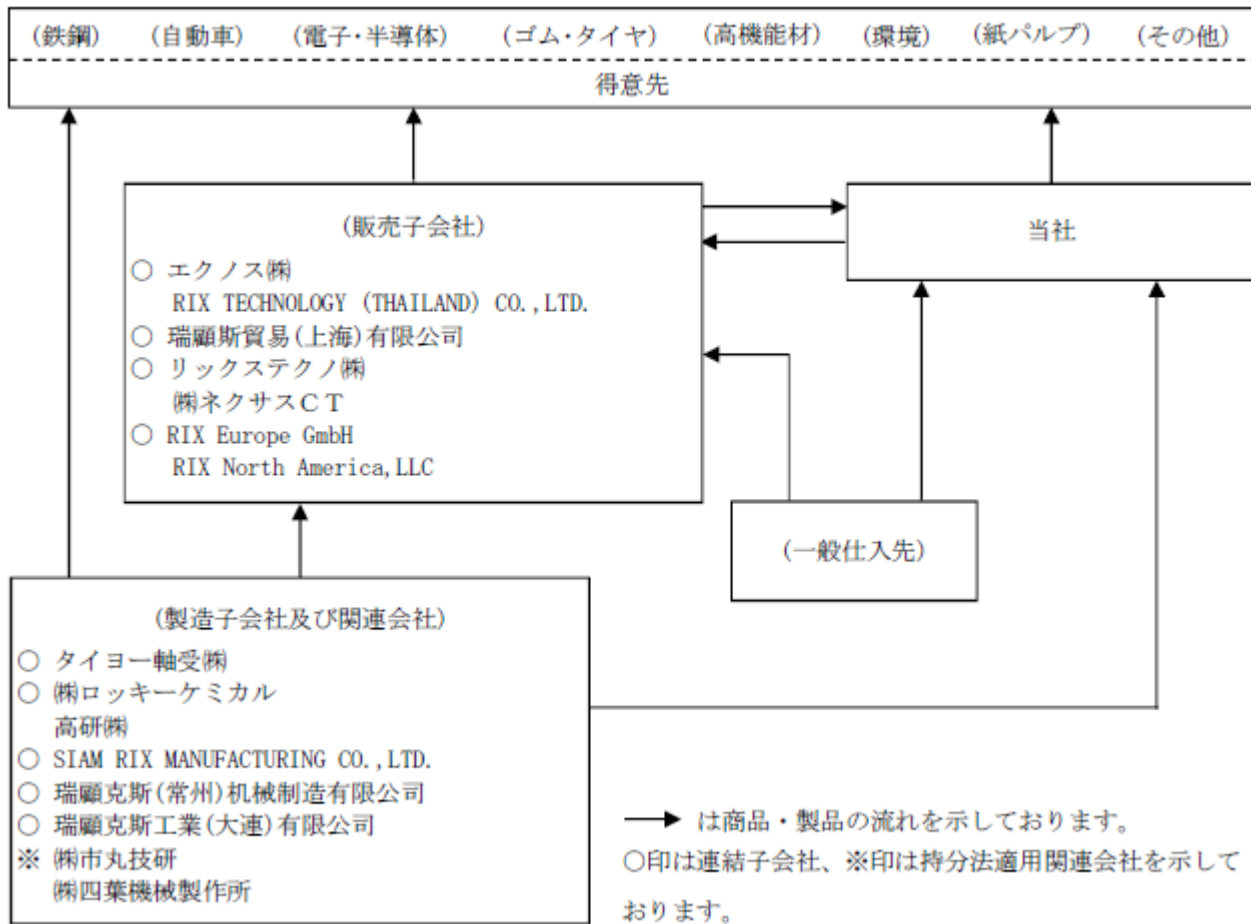 (鉄鋼) (自動車) (電子・半導体) (ゴム・タイヤ) (高機能材) (環境) (紙パルプ) (その他)
得意先
(販売子会社)
○ エクノス㈱
RIX TECHNOLOGY (THAILAND) CO.,LTD.
○ 瑞顧斯貿易(上海)有限公司
○ リックステクノ㈱
㈱ネクサスCT
○ RIX Europe GmbH
RIX North America,LLC
当社
(一般仕入先)
(製造子会社及び関連会社)
○ タイヨー軸受㈱
○ ㈱ロッキーケミカル
高研㈱
○ SIAM RIX MANUFACTURING CO.,LTD.
○ 瑞顧克斯(常州)机械制造有限公司
○ 瑞顧克斯工業(大連)有限公司
※ ㈱市丸技研
㈱四葉機械製作所
→ は商品・製品の流れを示しております。
○印は連結子会社、※印は持分法適用関連会社を示して
おります。